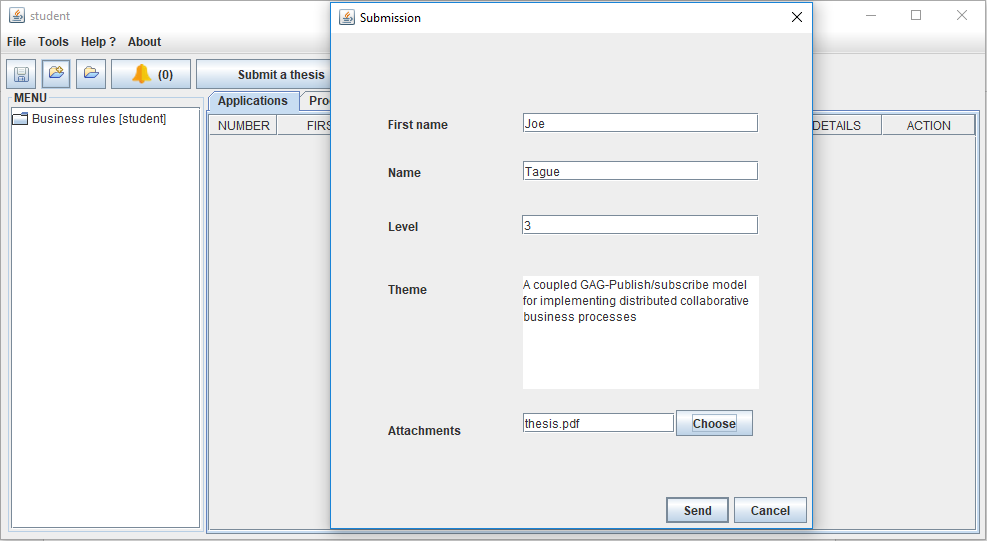 student
Submission
File Tools Help ? About
(0)
Submit a thesis
MENU
Business rules [student]
Applications
NUMBER
DETAILS
ACTION
First name
Joe
Name
Tague
Level
3
Theme
A coupled GAG-Publish/subscribe model
for implementing distributed collaborative
business processes
Attachments
thesis.pdf
Choose
Send
Cancel